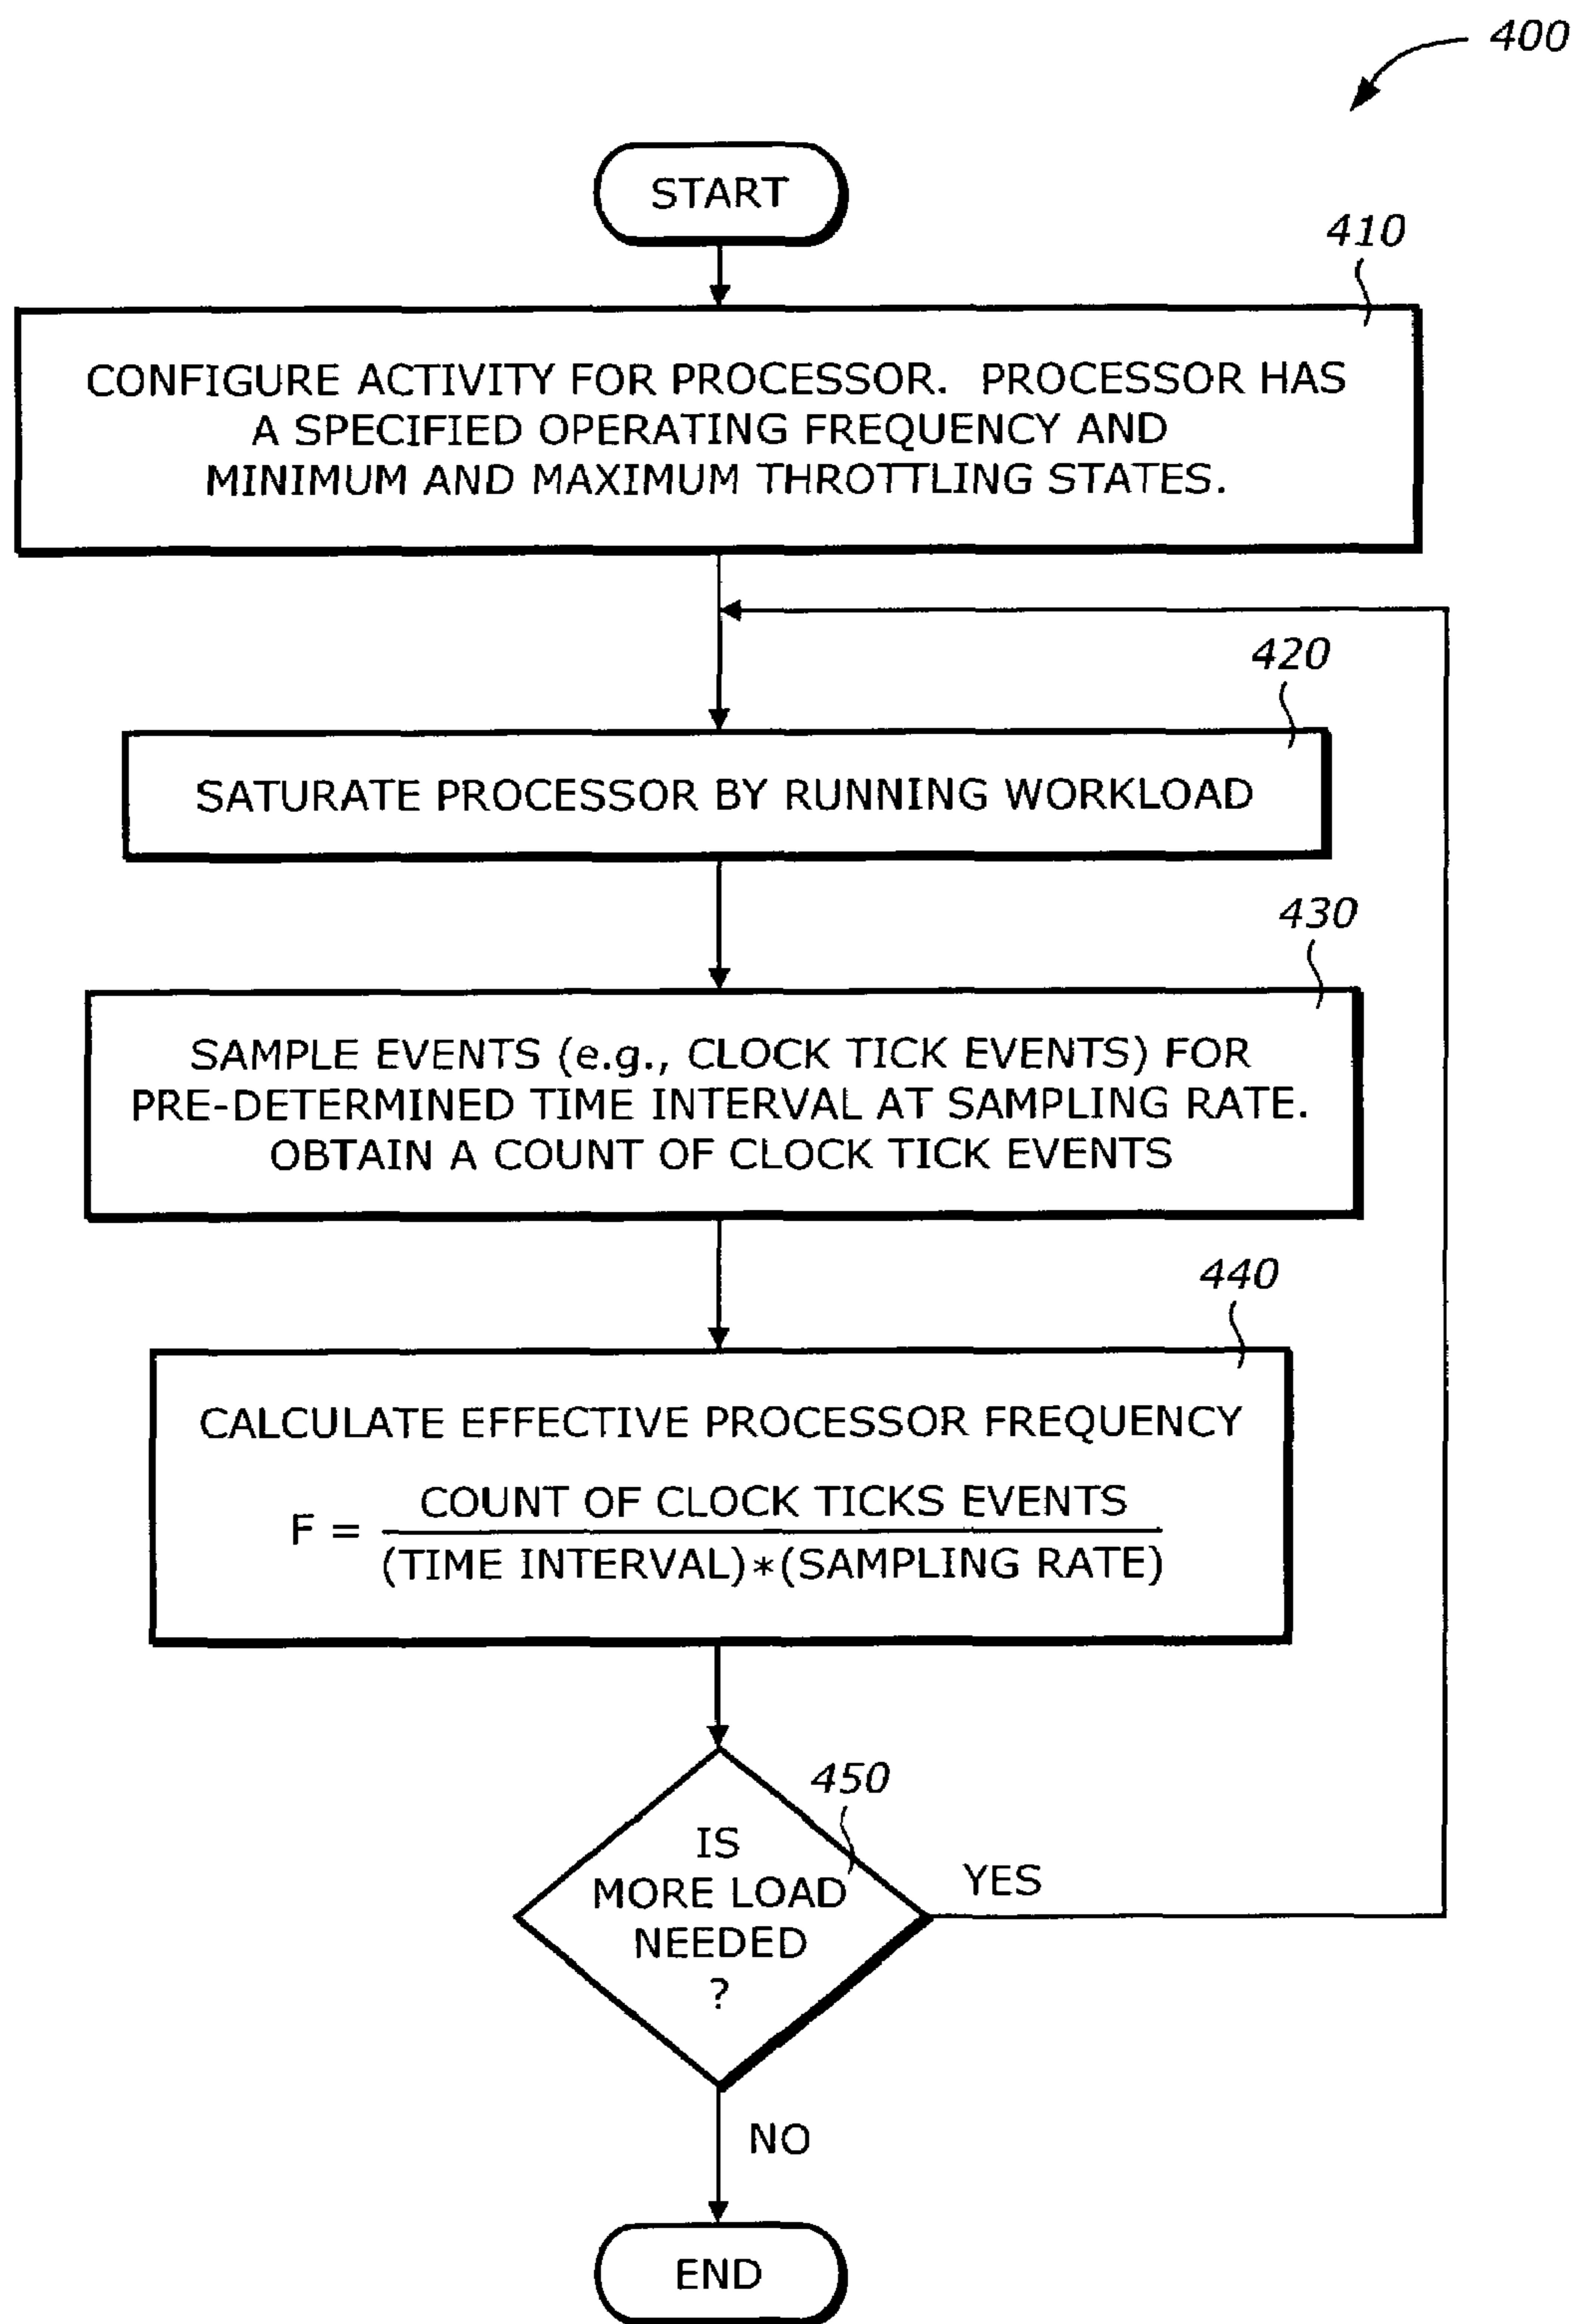 400
START
410
CONFIGURE ACTIVITY FOR PROCESSOR. PROCESSOR HAS
A SPECIFIED OPERATING FREQUENCY AND
MINIMUM AND MAXIMUM THROTTLING STATES.
420
SATURATE PROCESSOR BY RUNNING WORKLOAD
430
SAMPLE EVENTS (e.g., CLOCK TICK EVENTS) FOR
PRE-DETERMINED TIME INTERVAL AT SAMPLING RATE.
OBTAIN A COUNT OF CLOCK TICK EVENTS
440
CALCULATE EFFECTIVE PROCESSOR FREQUENCY
COUNT OF CLOCK TICKS EVENTS
F =
(TIME INTERVAL)*(SAMPLING RATE)
450
IS
MORE LOAD
NEEDED
?
YES
NO
END